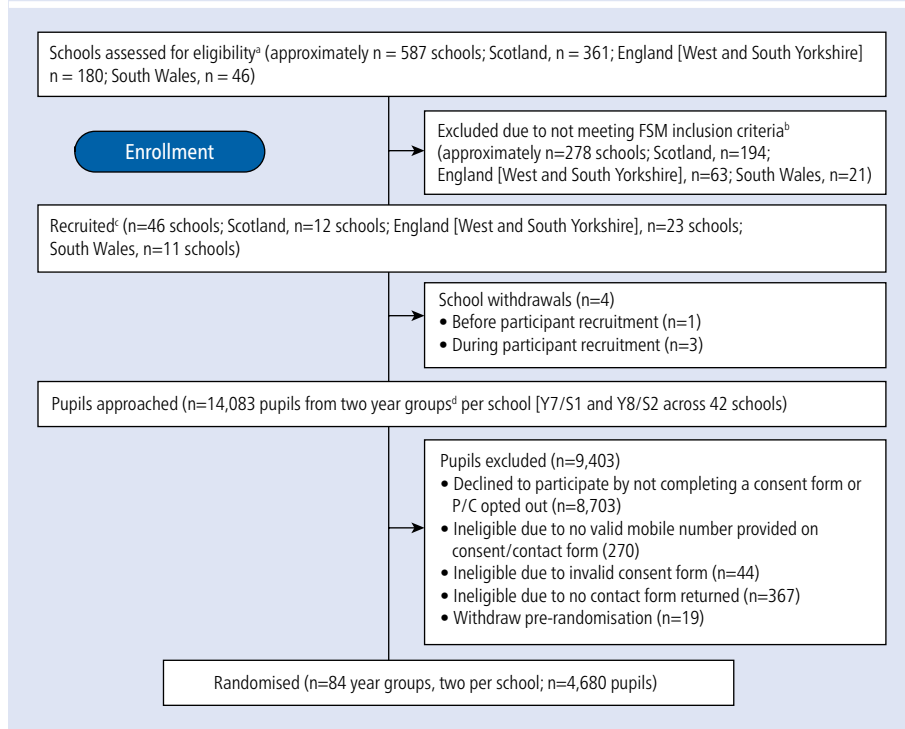 Schools assessed for eligibilityᵃ (approximately n = 587 schools; Scotland, n = 361; England [West and South Yorkshire]
n = 180; South Wales, n = 46)
Enrollment
Excluded due to not meeting FSM inclusion criteriaᵇ
(approximately n=278 schools; Scotland, n=194;
England [West and South Yorkshire], n=63; South Wales, n=21)
Recruitedᶜ (n=46 schools; Scotland, n=12 schools; England [West and South Yorkshire], n=23 schools;
South Wales, n=11 schools)
School withdrawals (n=4)
• Before participant recruitment (n=1)
• During participant recruitment (n=3)
Pupils approached (n=14,083 pupils from two year groupsᵈ per school [Y7/S1 and Y8/S2 across 42 schools)
Pupils excluded (n=9,403)
• Declined to participate by not completing a consent form or
P/C opted out (n=8,703)
• Ineligible due to no valid mobile number provided on
consent/contact form (270)
• Ineligible due to invalid consent form (n=44)
• Ineligible due to no contact form returned (n=367)
• Withdraw pre-randomisation (n=19)
Randomised (n=84 year groups, two per school; n=4,680 pupils)